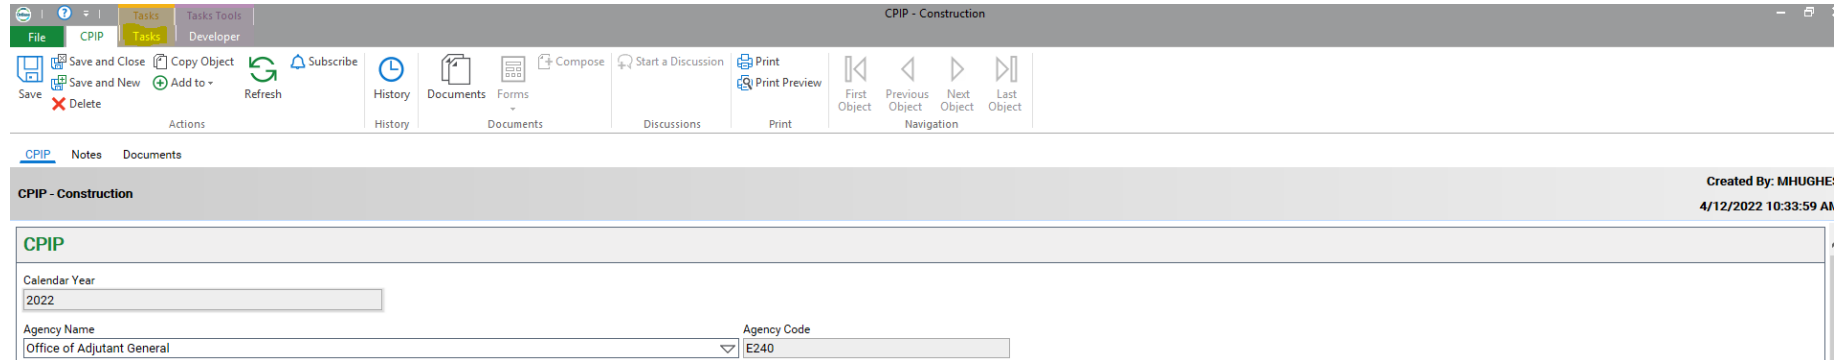 Tasks Tasks Tools CPIP - Construction
File CPIP Tasks Developer
Save and Close Copy Object Subscribe Compose Start a Discussion Print
Save and New Add to Print Preview
Save Delete Refresh History Documents Forms First Object Previous Object Next Object Last Object
Actions History Documents Discussions Print Navigation
CPIP Notes Documents
Created By: MHUGHES
CPIP - Construction
4/12/2022 10:33:59 AM
CPIP
Calendar Year
2022
Agency Name Agency Code
Office of Adjutant General E240